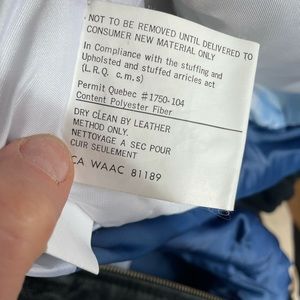 NOT TO BE REMOVED UNTIL DELIVERED TO
CONSUMER NEW MATERIAL ONLY
In Compliance with the stuffing and
Upholsted and stuffed arricles act
(L.R.Q. c.m.s)
Permit Quebec #1750-104
Content Polyester Fiber
DRY CLEAN BY LEATHER
METHOD ONLY.
NETTOYAGE A SEC POUR
CUIR SEULEMENT
CA WAAC 81189